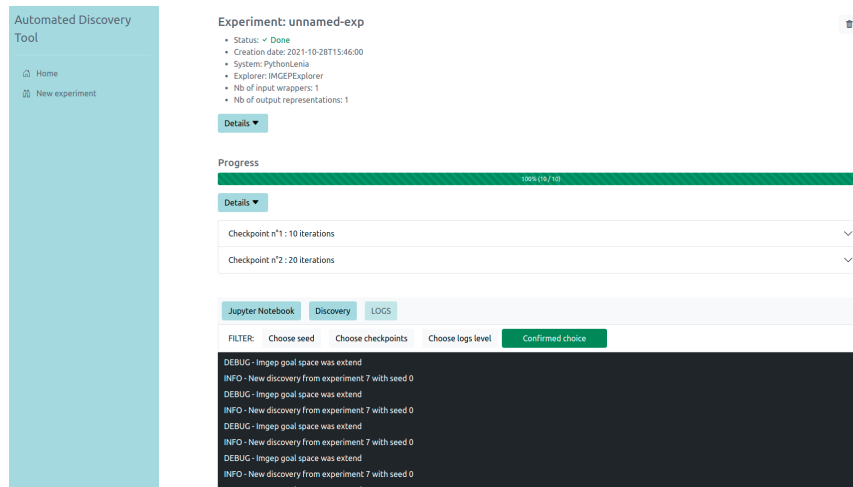 Automated Discovery
Tool
Home
New experiment
Experiment: unnamed-exp
Status: ✓ Done
Creation date: 2021-10-28T15:46:00
System: PythonLenia
Explorer: IMGEPExplorer
Nb of input wrappers: 1
Nb of output representations: 1
Details ▼
Progress
100% (10 / 10)
Details ▼
Checkpoint n°1 : 10 iterations
Checkpoint n°2 : 20 iterations
Jupyter Notebook Discovery LOGS
FILTER: Choose seed Choose checkpoints Choose logs level Confirmed choice
DEBUG - Imgep goal space was extend
INFO - New discovery from experiment 7 with seed 0
DEBUG - Imgep goal space was extend
INFO - New discovery from experiment 7 with seed 0
DEBUG - Imgep goal space was extend
INFO - New discovery from experiment 7 with seed 0
DEBUG - Imgep goal space was extend
INFO - New discovery from experiment 7 with seed 0